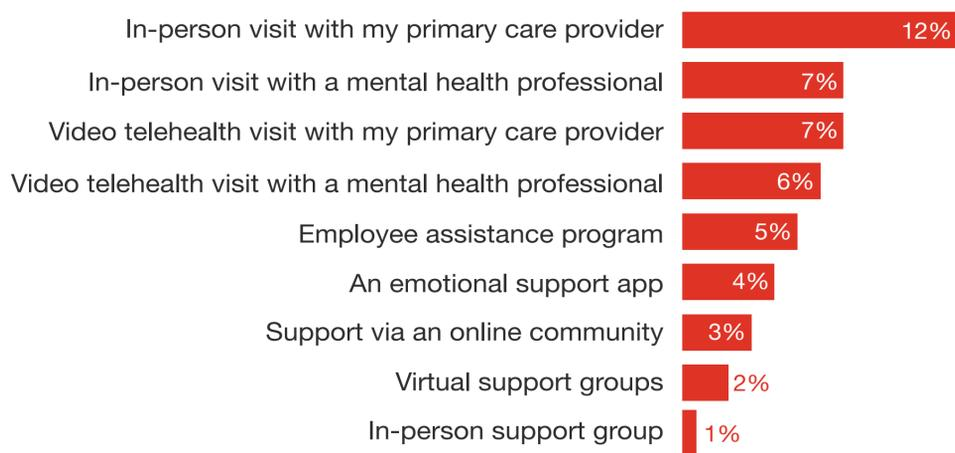 In-person visit with my primary care provider 12%
In-person visit with a mental health professional 7%
Video telehealth visit with my primary care provider 7%
Video telehealth visit with a mental health professional 6%
Employee assistance program 5%
An emotional support app 4%
Support via an online community 3%
Virtual support groups 2%
In-person support group 1%